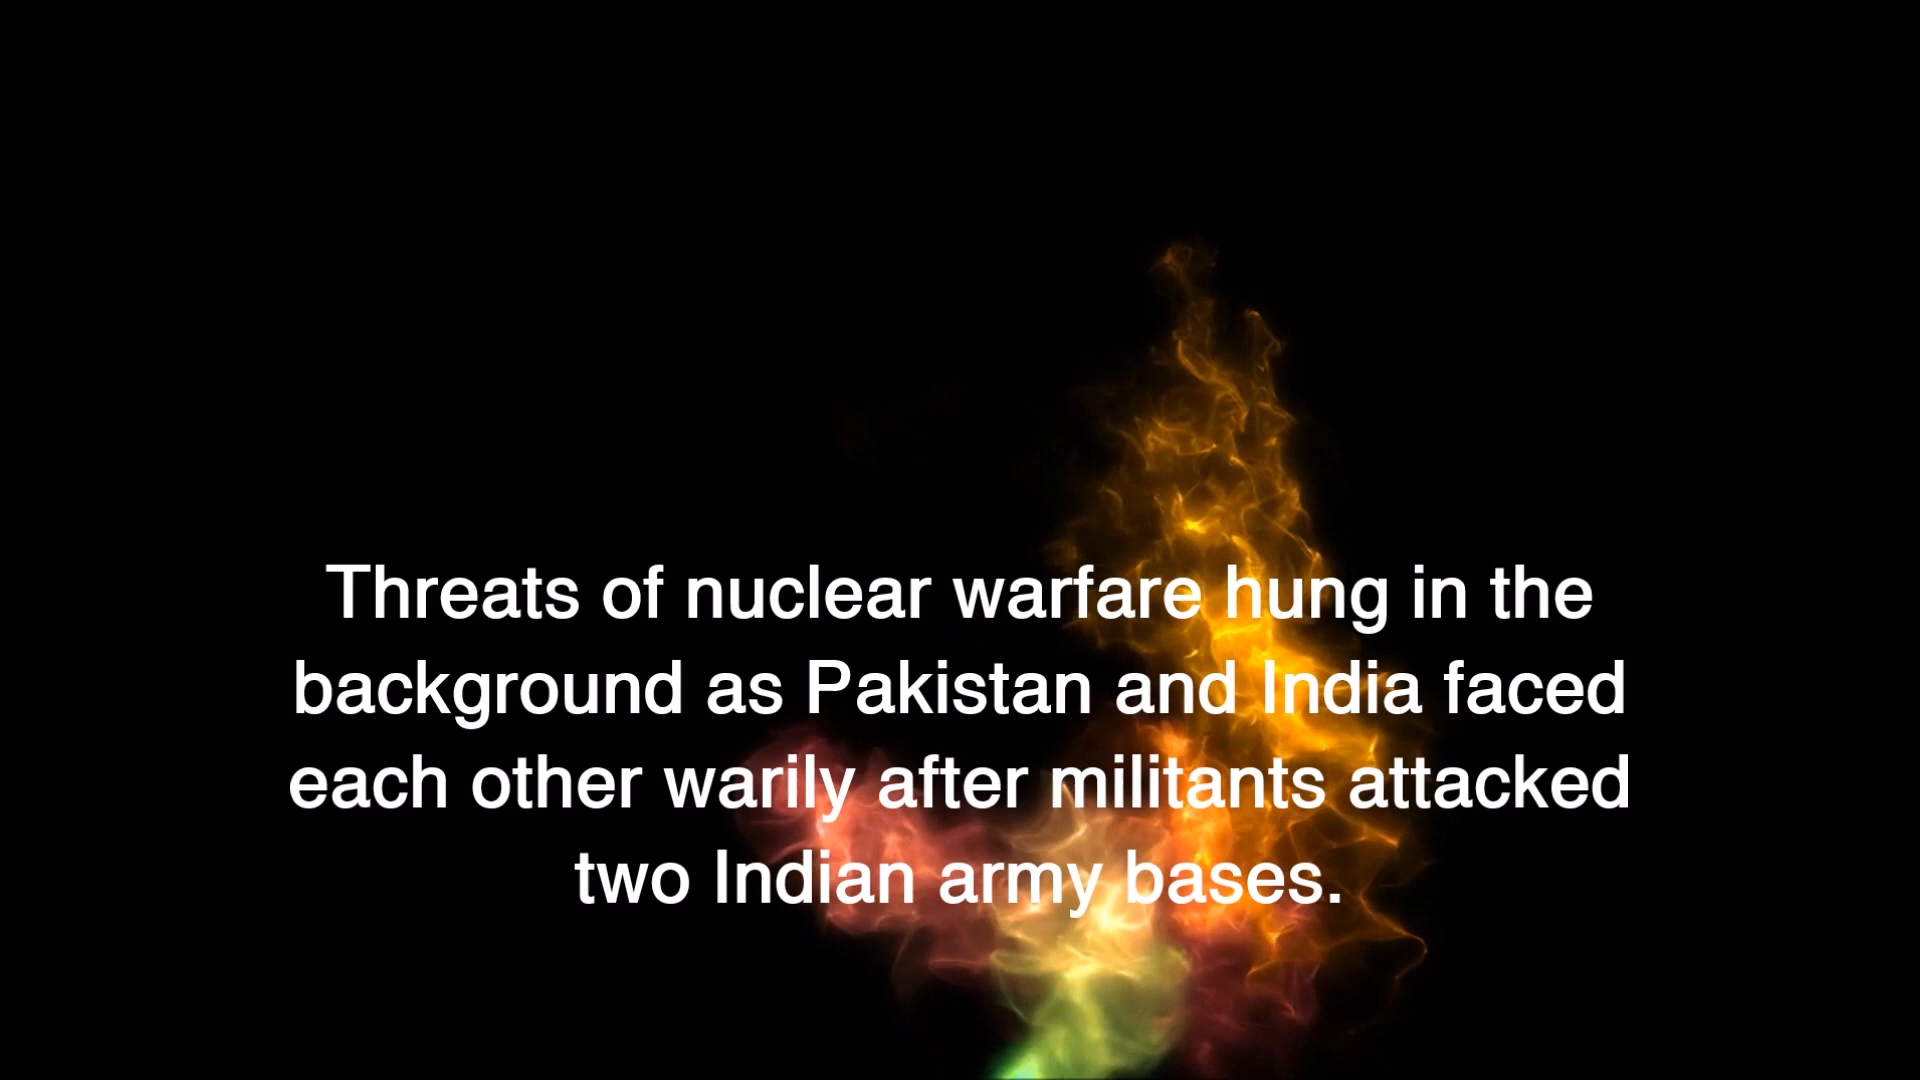 Threats of nuclear warfare hung in the
background as Pakistan and India faced
each other warily after militants attacked
two Indian army bases.